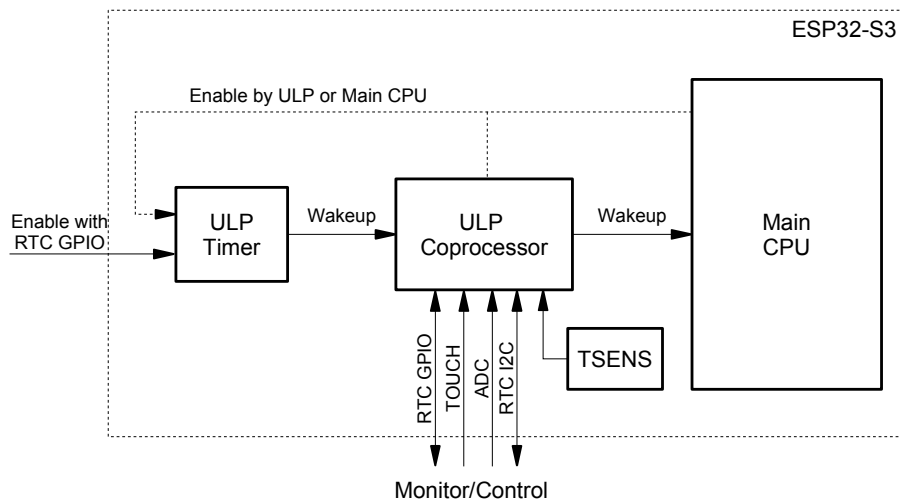 ESP32-S3
Enable by ULP or Main CPU
Enable with
RTC GPIO
ULP
Timer
Wakeup
ULP
Coprocessor
Wakeup
Main
CPU
RTC GPIO
TOUCH
ADC
RTC I2C
TSENS
Monitor/Control